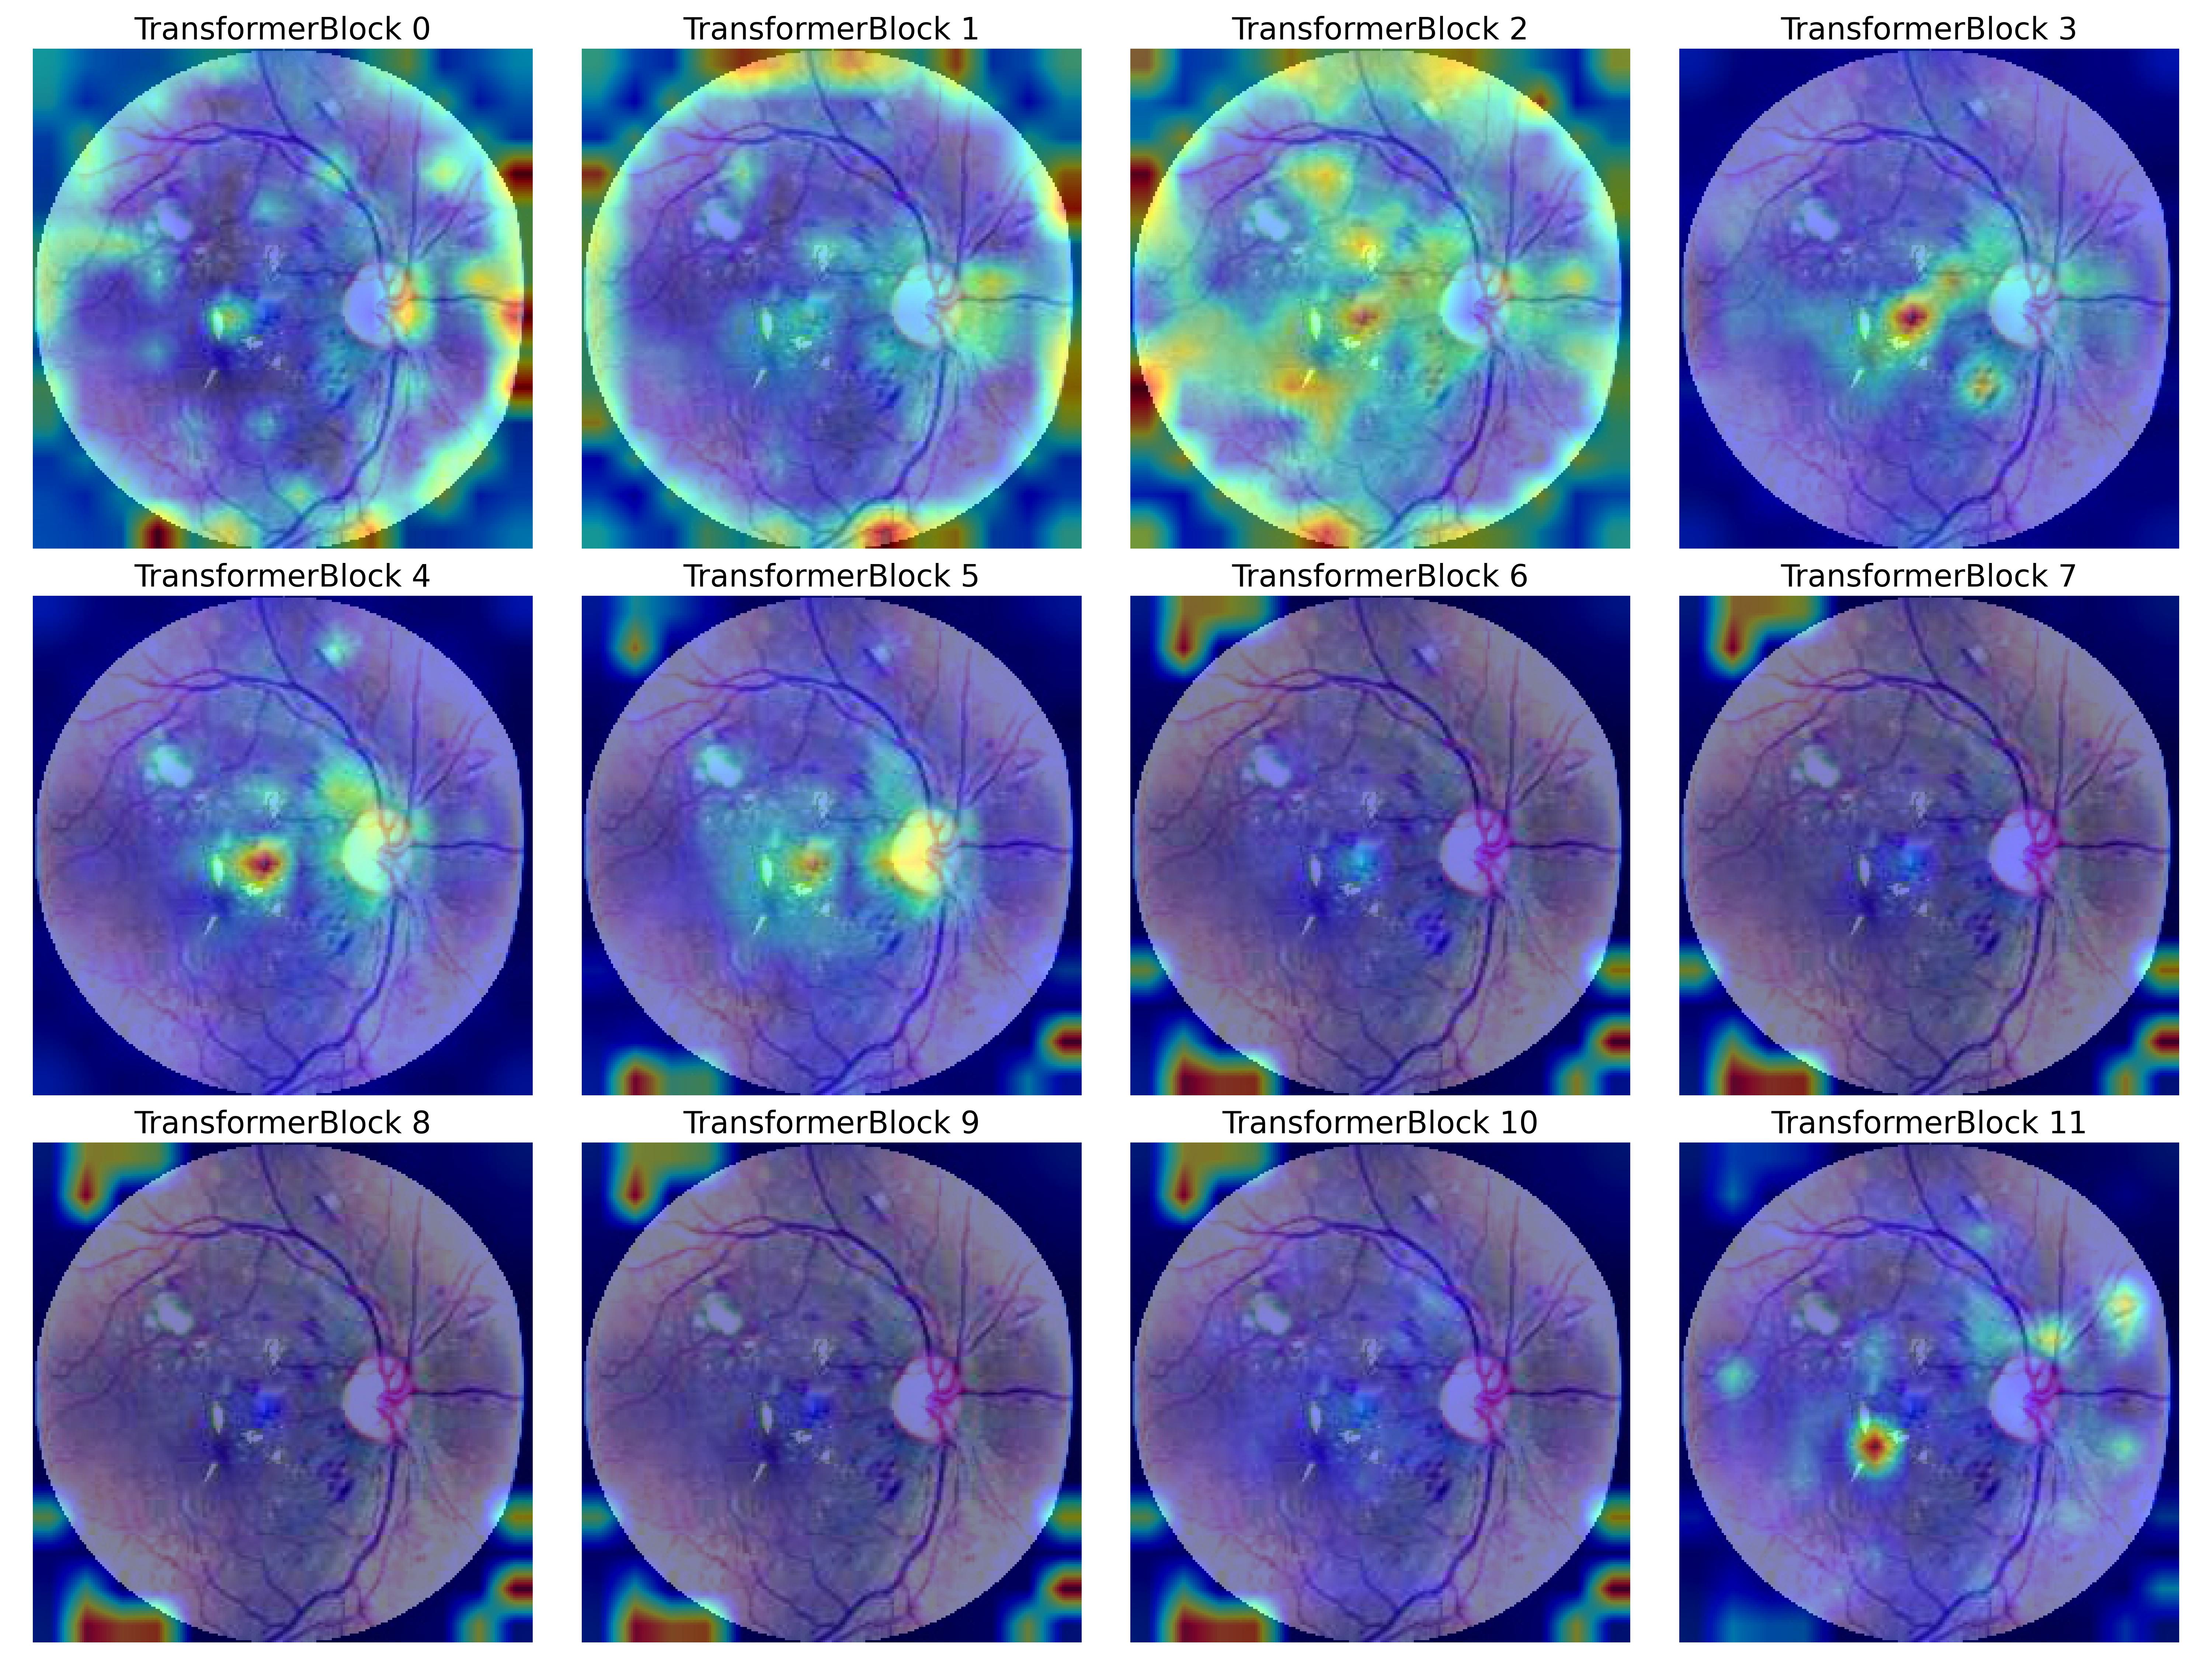 TransformerBlock 0
TransformerBlock 1
TransformerBlock 2
TransformerBlock 3
TransformerBlock 4
TransformerBlock 5
TransformerBlock 6
TransformerBlock 7
TransformerBlock 8
TransformerBlock 9
TransformerBlock 10
TransformerBlock 11